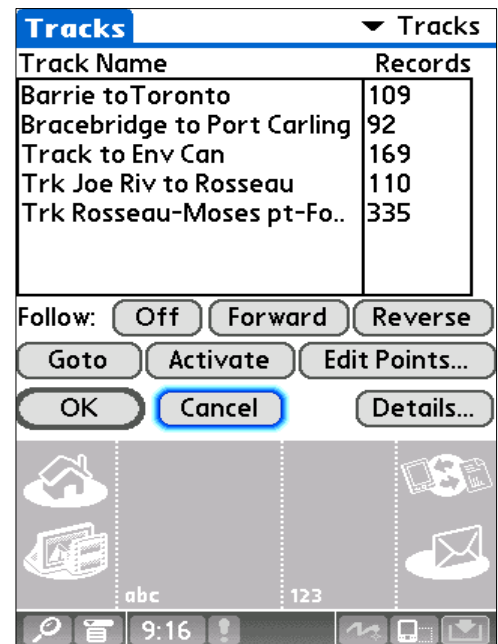 Tracks ▼ Tracks
Track Name Records
Barrie toToronto 109
Bracebridge to Port Carling 92
Track to Env Can 169
Trk Joe Riv to Rosseau 110
Trk Rosseau-Moses pt-Fo.. 335
Follow: Off Forward Reverse
Goto Activate Edit Points...
OK Cancel Details...
abc 123
9:16